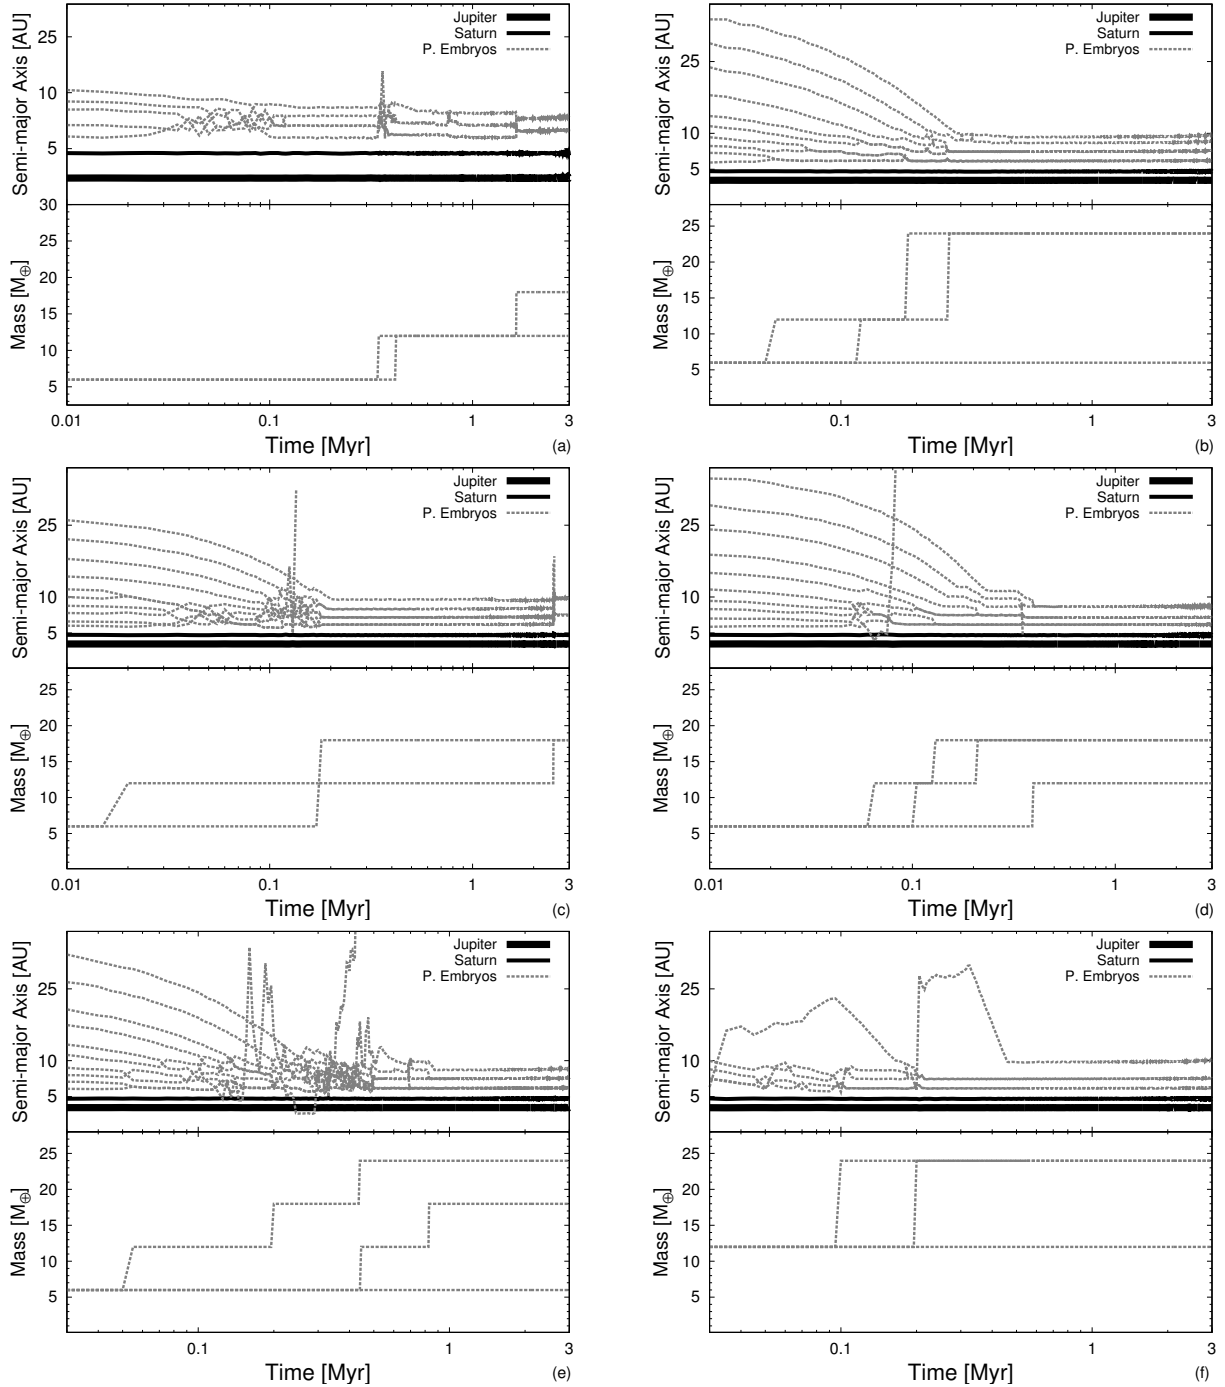 Semi-major Axis [AU]
25
10
5
Jupiter
Saturn
P. Embryos
Mass [M⊕]
30
25
20
15
10
5
0.01 0.1 1 3
Time [Myr]
(a)
Semi-major Axis [AU]
25
10
5
Jupiter
Saturn
P. Embryos
Mass [M⊕]
25
20
15
10
5
0.1 1 3
Time [Myr]
(b)
Semi-major Axis [AU]
25
10
5
Jupiter
Saturn
P. Embryos
Mass [M⊕]
25
20
15
10
5
0.01 0.1 1 3
Time [Myr]
(c)
Semi-major Axis [AU]
25
10
5
Jupiter
Saturn
P. Embryos
Mass [M⊕]
25
20
15
10
5
0.01 0.1 1 3
Time [Myr]
(d)
Semi-major Axis [AU]
25
10
5
Jupiter
Saturn
P. Embryos
Mass [M⊕]
25
20
15
10
5
0.1 1 3
Time [Myr]
(e)
Semi-major Axis [AU]
25
10
5
Jupiter
Saturn
P. Embryos
Mass [M⊕]
25
20
15
10
5
0.1 1 3
Time [Myr]
(f)